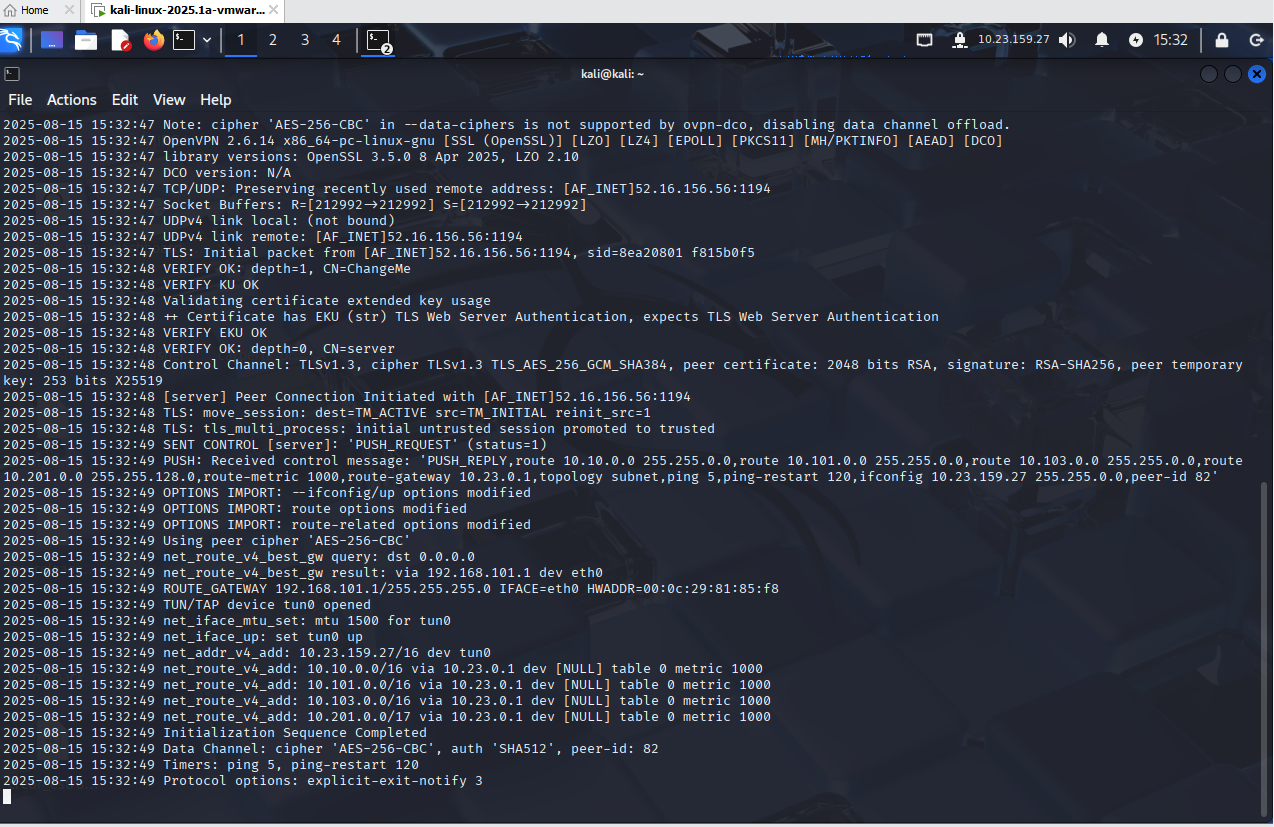 Home
kali-linux-2025.1a-vmwar...
1 2 3 4 2 10.23.159.27 15:32
kali@kali: ~
File Actions Edit View Help
2025-08-15 15:32:47 Note: cipher 'AES-256-CBC' in --data-ciphers is not supported by ovpn-dco, disabling data channel offload.
2025-08-15 15:32:47 OpenVPN 2.6.14 x86_64-pc-linux-gnu [SSL (OpenSSL)] [LZO] [LZ4] [EPOLL] [PKCS11] [MH/PKTINFO] [AEAD] [DCO]
2025-08-15 15:32:47 library versions: OpenSSL 3.5.0 8 Apr 2025, LZO 2.10
2025-08-15 15:32:47 DCO version: N/A
2025-08-15 15:32:47 TCP/UDP: Preserving recently used remote address: [AF_INET]52.16.156.56:1194
2025-08-15 15:32:47 Socket Buffers: R=[212992→212992] S=[212992→212992]
2025-08-15 15:32:47 UDPv4 link local: (not bound)
2025-08-15 15:32:47 UDPv4 link remote: [AF_INET]52.16.156.56:1194
2025-08-15 15:32:47 TLS: Initial packet from [AF_INET]52.16.156.56:1194, sid=8ea20801 f815b0f5
2025-08-15 15:32:48 VERIFY OK: depth=1, CN=ChangeMe
2025-08-15 15:32:48 VERIFY KU OK
2025-08-15 15:32:48 Validating certificate extended key usage
2025-08-15 15:32:48 ++ Certificate has EKU (str) TLS Web Server Authentication, expects TLS Web Server Authentication
2025-08-15 15:32:48 VERIFY EKU OK
2025-08-15 15:32:48 VERIFY OK: depth=0, CN=server
2025-08-15 15:32:48 Control Channel: TLSv1.3, cipher TLSv1.3 TLS_AES_256_GCM_SHA384, peer certificate: 2048 bits RSA, signature: RSA-SHA256, peer temporary
key: 253 bits X25519
2025-08-15 15:32:48 [server] Peer Connection Initiated with [AF_INET]52.16.156.56:1194
2025-08-15 15:32:48 TLS: move_session: dest=TM_ACTIVE src=TM_INITIAL reinit_src=1
2025-08-15 15:32:48 TLS: tls_multi_process: initial untrusted session promoted to trusted
2025-08-15 15:32:49 SENT CONTROL [server]: 'PUSH_REQUEST' (status=1)
2025-08-15 15:32:49 PUSH: Received control message: 'PUSH_REPLY,route 10.10.0.0 255.255.0.0,route 10.101.0.0 255.255.0.0,route 10.103.0.0 255.255.0.0,route
10.201.0.0 255.255.128.0,route-metric 1000,route-gateway 10.23.0.1,topology subnet,ping 5,ping-restart 120,ifconfig 10.23.159.27 255.255.0.0,peer-id 82'
2025-08-15 15:32:49 OPTIONS IMPORT: --ifconfig/up options modified
2025-08-15 15:32:49 OPTIONS IMPORT: route options modified
2025-08-15 15:32:49 OPTIONS IMPORT: route-related options modified
2025-08-15 15:32:49 Using peer cipher 'AES-256-CBC'
2025-08-15 15:32:49 net_route_v4_best_gw query: dst 0.0.0.0
2025-08-15 15:32:49 net_route_v4_best_gw result: via 192.168.101.1 dev eth0
2025-08-15 15:32:49 ROUTE_GATEWAY 192.168.101.1/255.255.255.0 IFACE=eth0 HWADDR=00:0c:29:81:85:f8
2025-08-15 15:32:49 TUN/TAP device tun0 opened
2025-08-15 15:32:49 net_iface_mtu_set: mtu 1500 for tun0
2025-08-15 15:32:49 net_iface_up: set tun0 up
2025-08-15 15:32:49 net_addr_v4_add: 10.23.159.27/16 dev tun0
2025-08-15 15:32:49 net_route_v4_add: 10.10.0.0/16 via 10.23.0.1 dev [NULL] table 0 metric 1000
2025-08-15 15:32:49 net_route_v4_add: 10.101.0.0/16 via 10.23.0.1 dev [NULL] table 0 metric 1000
2025-08-15 15:32:49 net_route_v4_add: 10.103.0.0/16 via 10.23.0.1 dev [NULL] table 0 metric 1000
2025-08-15 15:32:49 net_route_v4_add: 10.201.0.0/17 via 10.23.0.1 dev [NULL] table 0 metric 1000
2025-08-15 15:32:49 Initialization Sequence Completed
2025-08-15 15:32:49 Data Channel: cipher 'AES-256-CBC', auth 'SHA512', peer-id: 82
2025-08-15 15:32:49 Timers: ping 5, ping-restart 120
2025-08-15 15:32:49 Protocol options: explicit-exit-notify 3